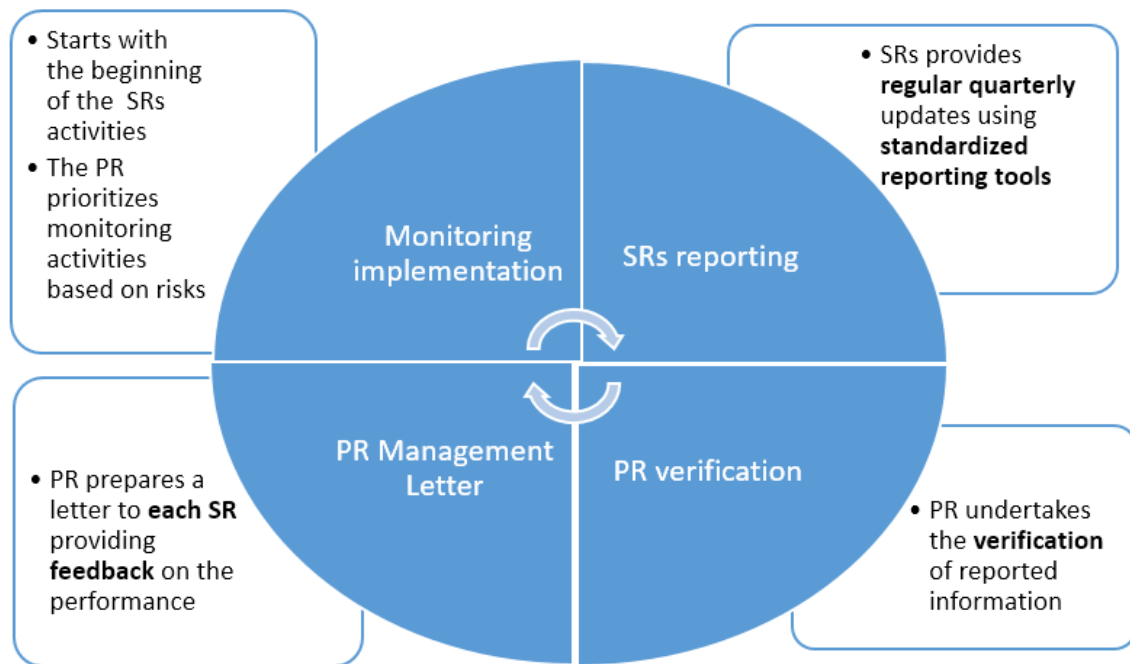 • Starts with
the beginning
of the SRs
activities
• The PR
prioritizes
monitoring
activities
based on risks
Monitoring
implementation
SRs reporting
• SRs provides
regular quarterly
updates using
standardized
reporting tools
• PR prepares a
letter to each SR
providing
feedback on the
performance
PR Management
Letter
PR verification
• PR undertakes
the verification
of reported
information